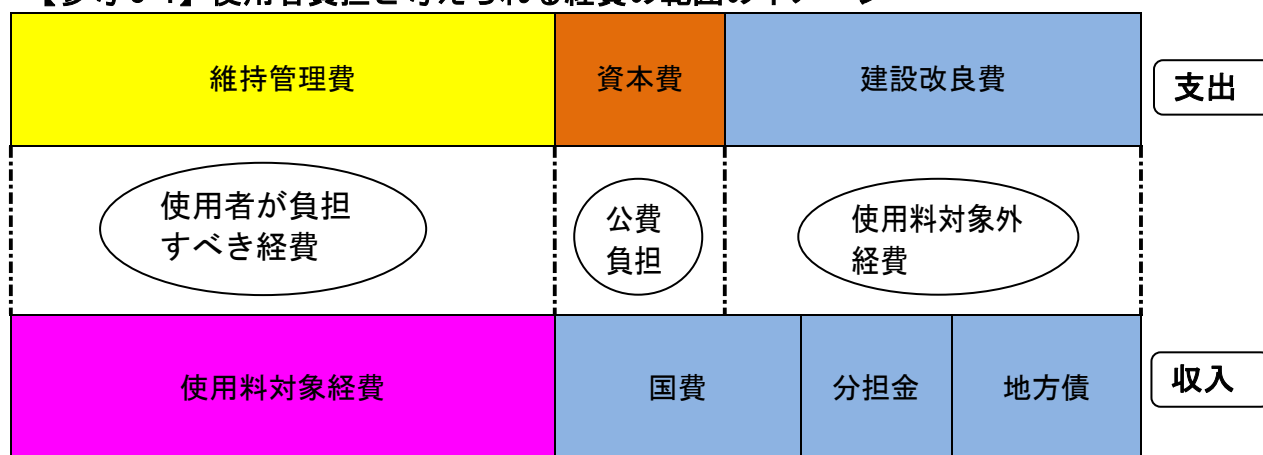 維持管理費
資本費
建設改良費
支出
使用者が負担
すべき経費
公費
負担
使用料対象外
経費
使用料対象経費
国費
分担金
地方債
収入